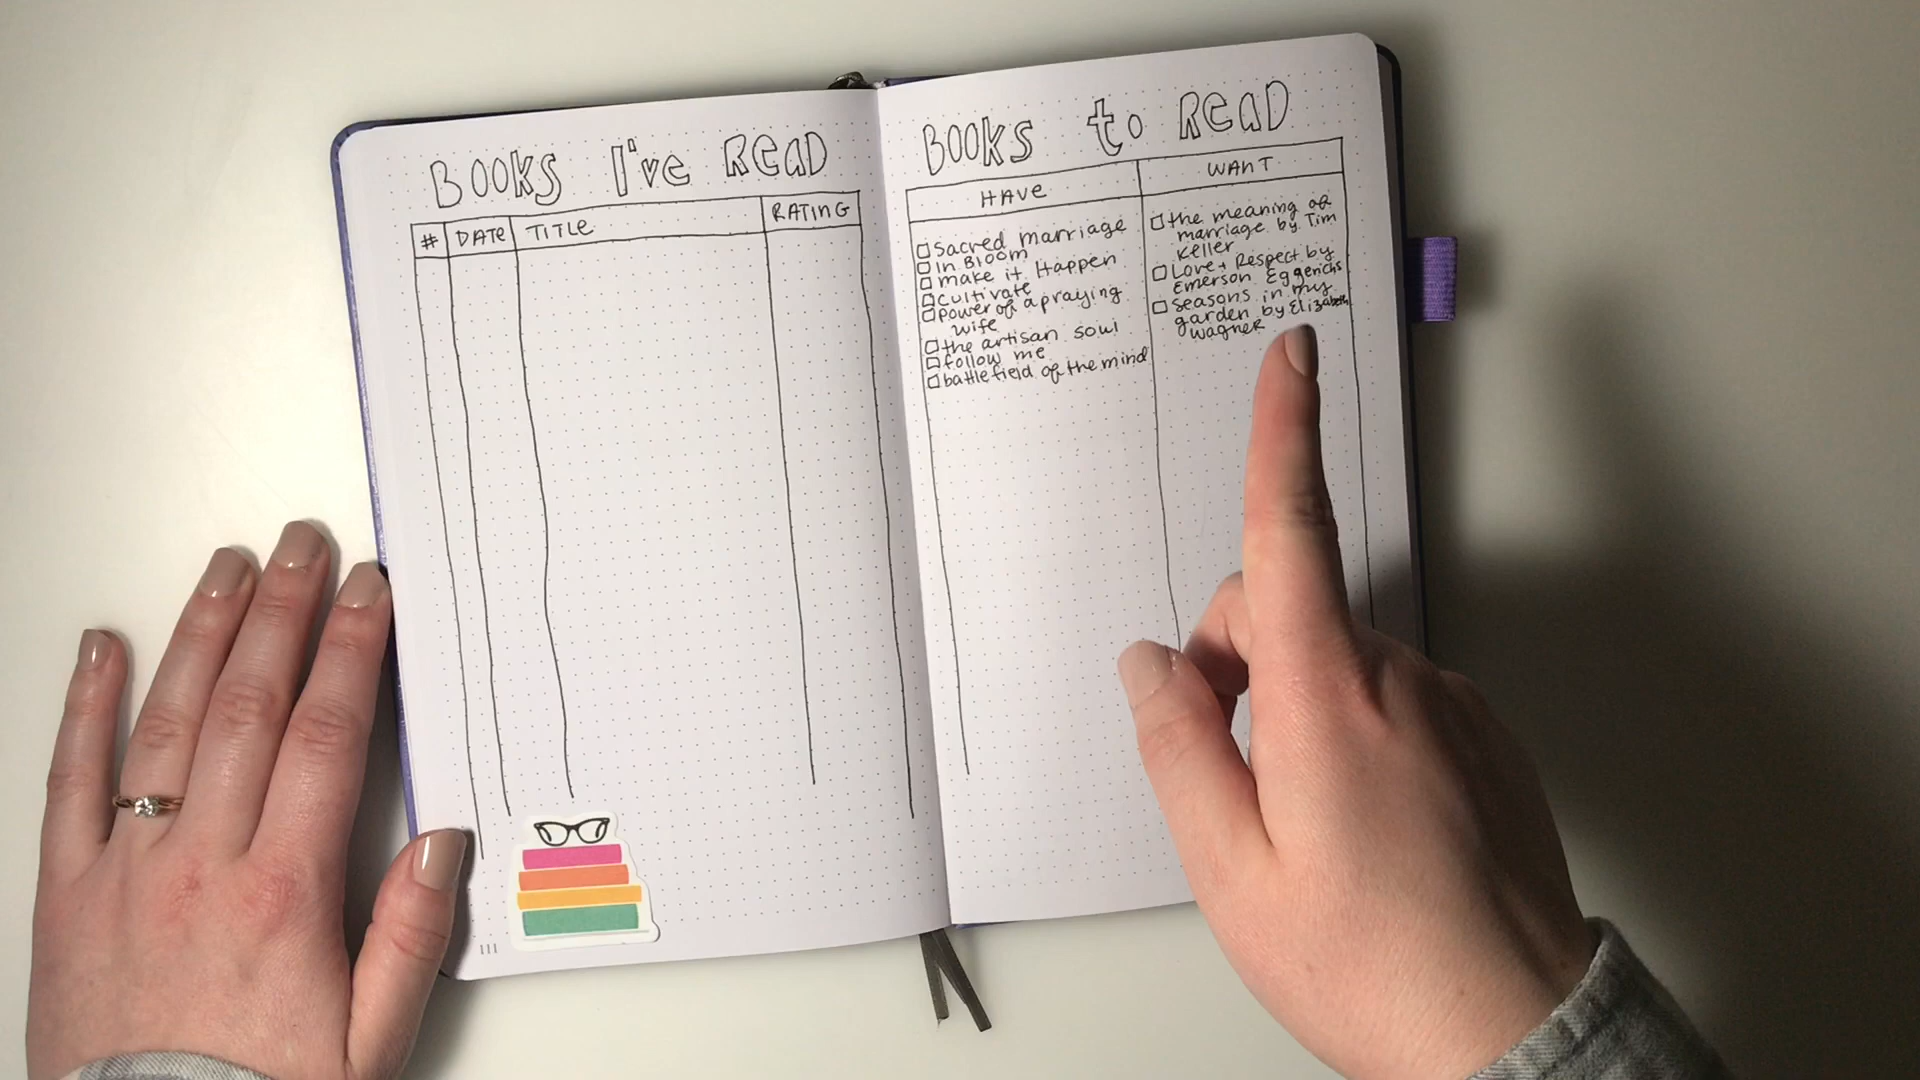 BOOKS I've READ
# DATE TITLE RATING
111
BOOKS to READ
HAVE
Sacred marriage
In Bloom
make it Happen
cultivate
power of a praying
wife
the artisan soul
follow me
battlefield of the mind
WANT
the meaning of
marriage by Tim
Keller
Love + Respect by
Emerson Eggerichs
seasons in my
garden by Elizabeth
Wagner